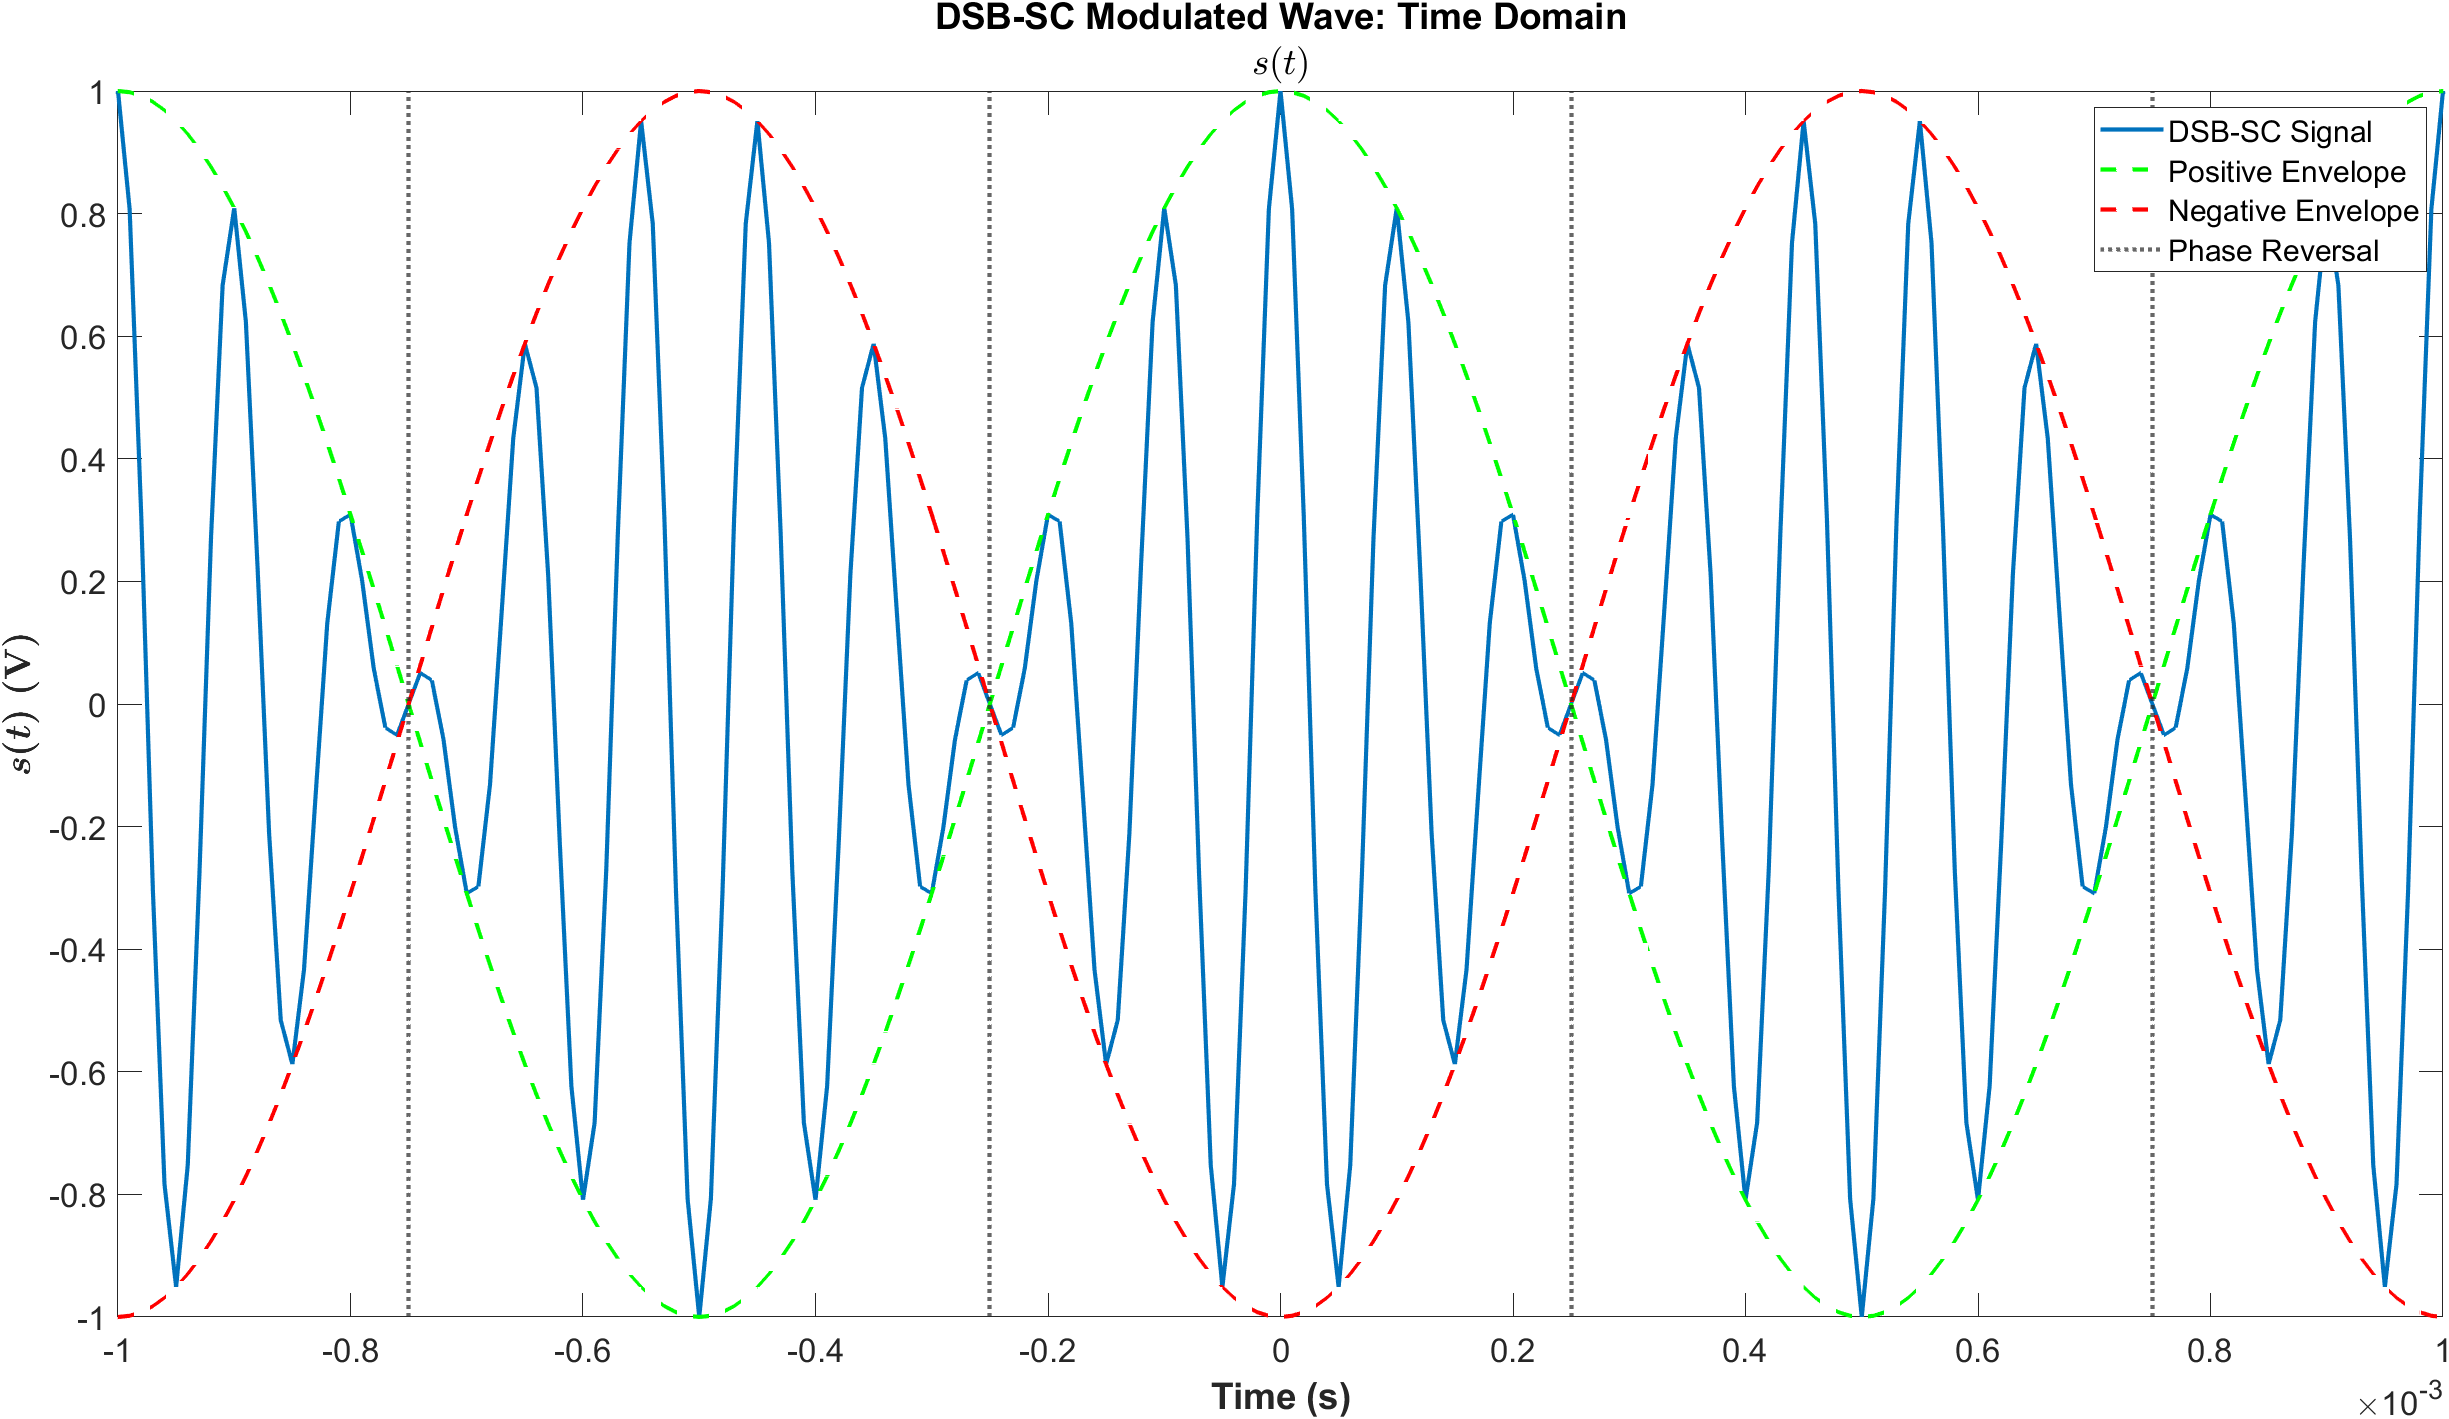 DSB-SC Modulated Wave: Time Domain
s(t)
DSB-SC Signal
Positive Envelope
Negative Envelope
Phase Reversal
s(t) (V)
1
0.8
0.6
0.4
0.2
0
-0.2
-0.4
-0.6
-0.8
-1
-1 -0.8 -0.6 -0.4 -0.2 0 0.2 0.4 0.6 0.8 1
Time (s)
×10⁻³